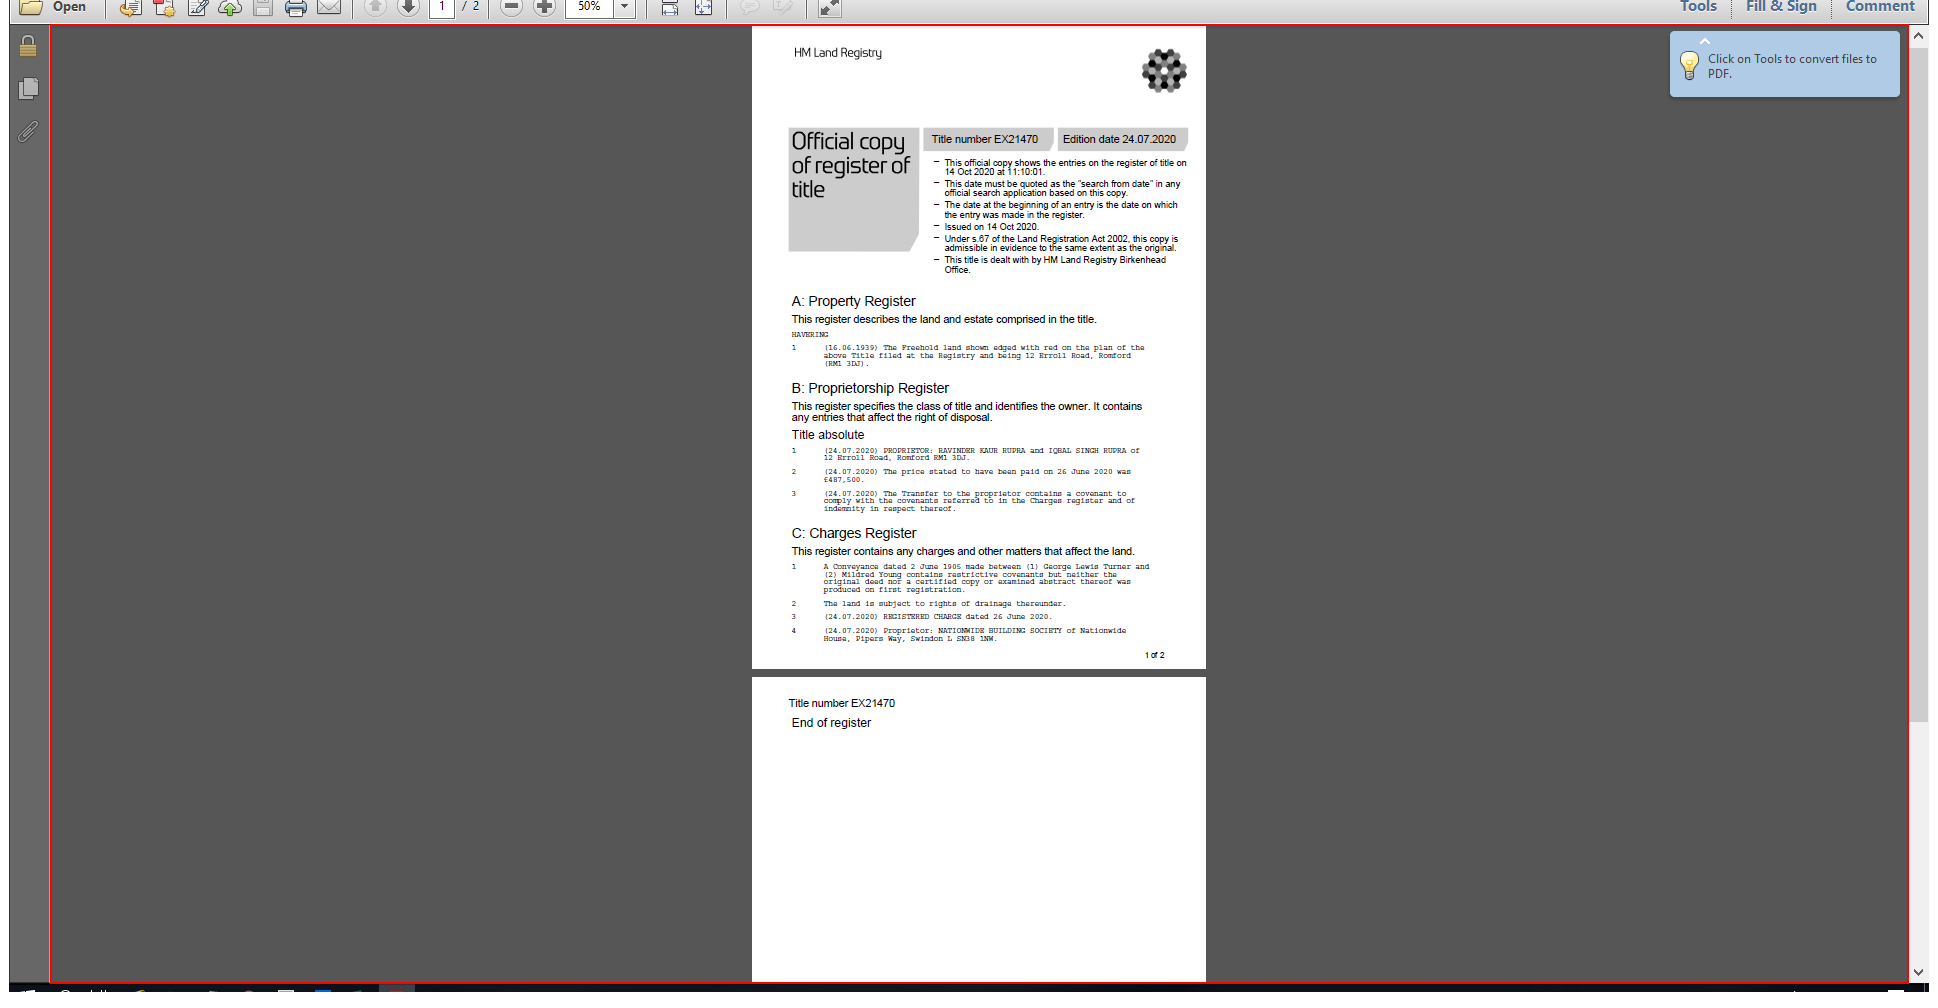 Open
1 / 2
50%
Tools
Fill & Sign
Comment
Click on Tools to convert files to
PDF.
HM Land Registry
Official copy
of register of
title
Title number EX21470
Edition date 24.07.2020
– This official copy shows the entries on the register of title on
14 Oct 2020 at 11:10:01.
– This date must be quoted as the "search from date" in any
official search application based on this copy.
– The date at the beginning of an entry is the date on which
the entry was made in the register.
– Issued on 14 Oct 2020.
– Under s.67 of the Land Registration Act 2002, this copy is
admissible in evidence to the same extent as the original.
– This title is dealt with by HM Land Registry Birkenhead
Office.
A: Property Register
This register describes the land and estate comprised in the title.
HAVERING
1 (16.06.1939) The Freehold land shown edged with red on the plan of the
above Title filed at the Registry and being 12 Erroll Road, Romford
(RM1 3DJ).
B: Proprietorship Register
This register specifies the class of title and identifies the owner. It contains
any entries that affect the right of disposal.
Title absolute
1 (24.07.2020) PROPRIETOR: RAVINDER KAUR RUPRA and IQBAL SINGH RUPRA of
12 Erroll Road, Romford RM1 3DJ.
2 (24.07.2020) The price stated to have been paid on 26 June 2020 was
£487,500.
3 (24.07.2020) The Transfer to the proprietor contains a covenant to
comply with the covenants referred to in the Charges register and of
indemnity in respect thereof.
C: Charges Register
This register contains any charges and other matters that affect the land.
1 A Conveyance dated 2 June 1905 made between (1) George Lewis Turner and
(2) Mildred Young contains restrictive covenants but neither the
original deed nor a certified copy or examined abstract thereof was
produced on first registration.
2 The land is subject to rights of drainage thereunder.
3 (24.07.2020) REGISTERED CHARGE dated 26 June 2020.
4 (24.07.2020) Proprietor: NATIONWIDE BUILDING SOCIETY of Nationwide
House, Pipers Way, Swindon L SN38 1NW.
1 of 2
Title number EX21470
End of register